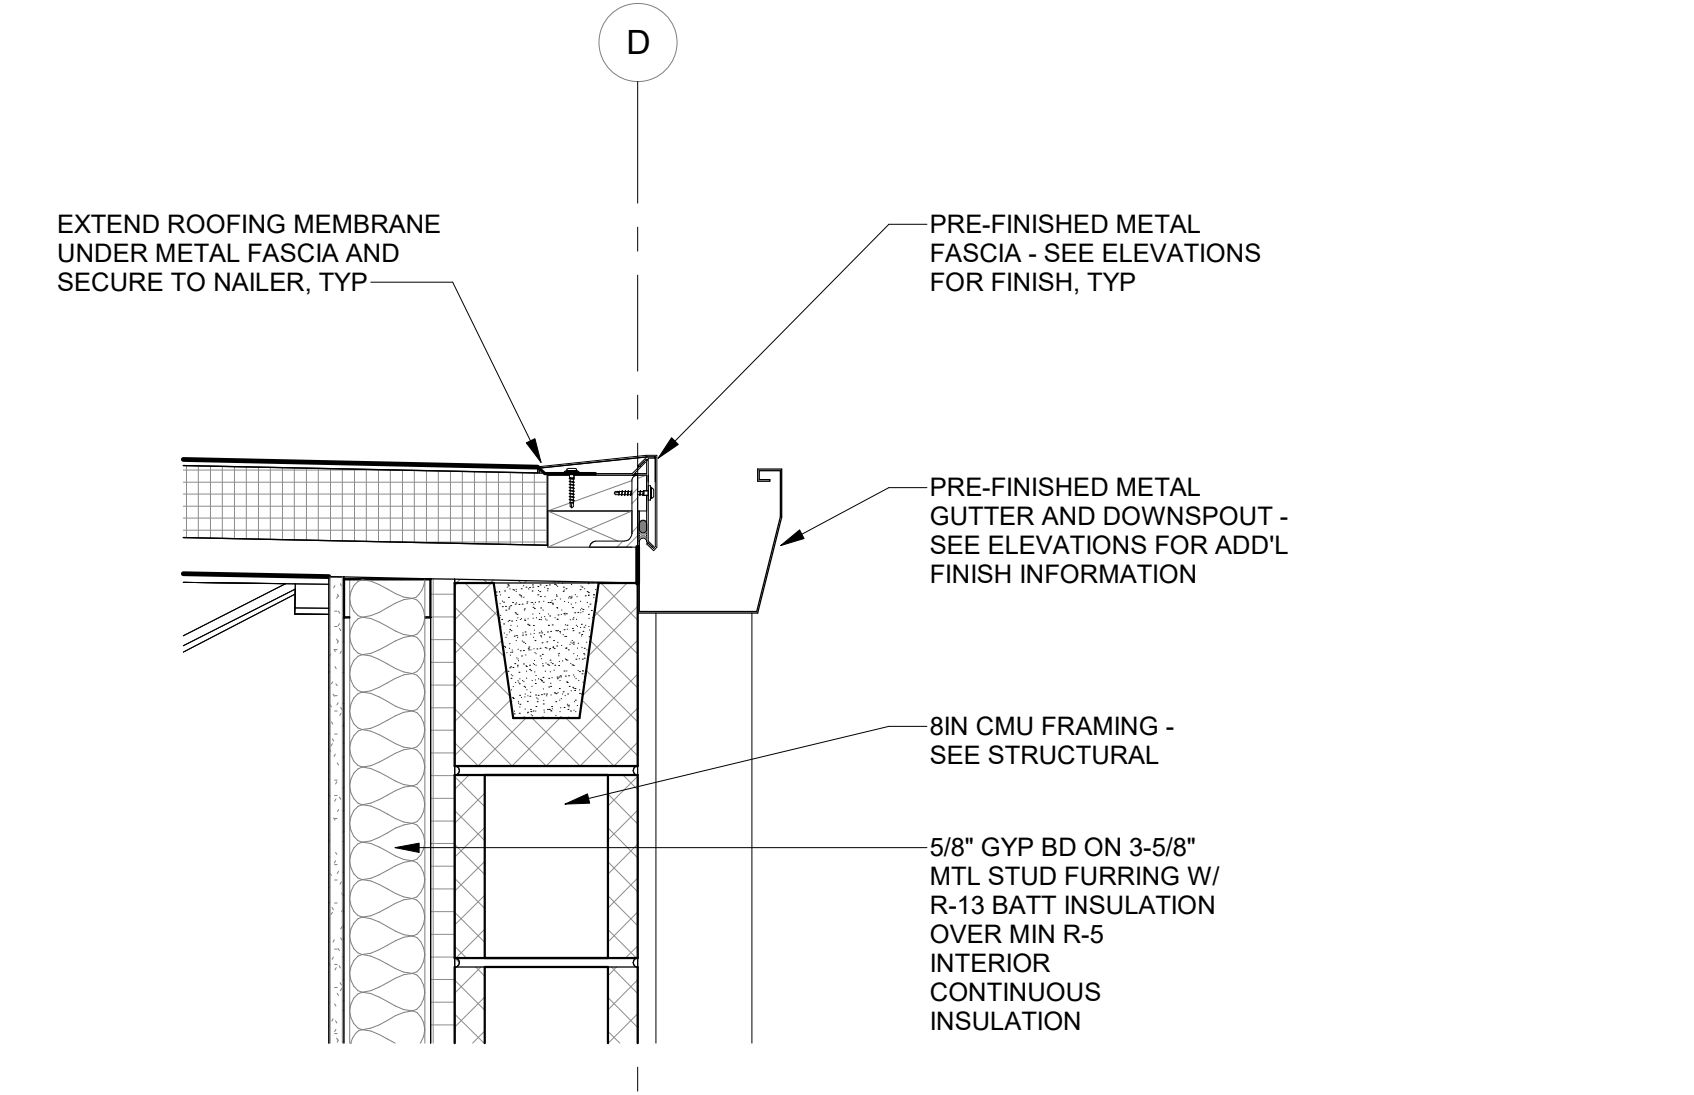 D
EXTEND ROOFING MEMBRANE
UNDER METAL FASCIA AND
SECURE TO NAILER, TYP
PRE-FINISHED METAL
FASCIA - SEE ELEVATIONS
FOR FINISH, TYP
PRE-FINISHED METAL
GUTTER AND DOWNSPOUT -
SEE ELEVATIONS FOR ADD'L
FINISH INFORMATION
8IN CMU FRAMING -
SEE STRUCTURAL
5/8" GYP BD ON 3-5/8"
MTL STUD FURRING W/
R-13 BATT INSULATION
OVER MIN R-5
INTERIOR
CONTINUOUS
INSULATION